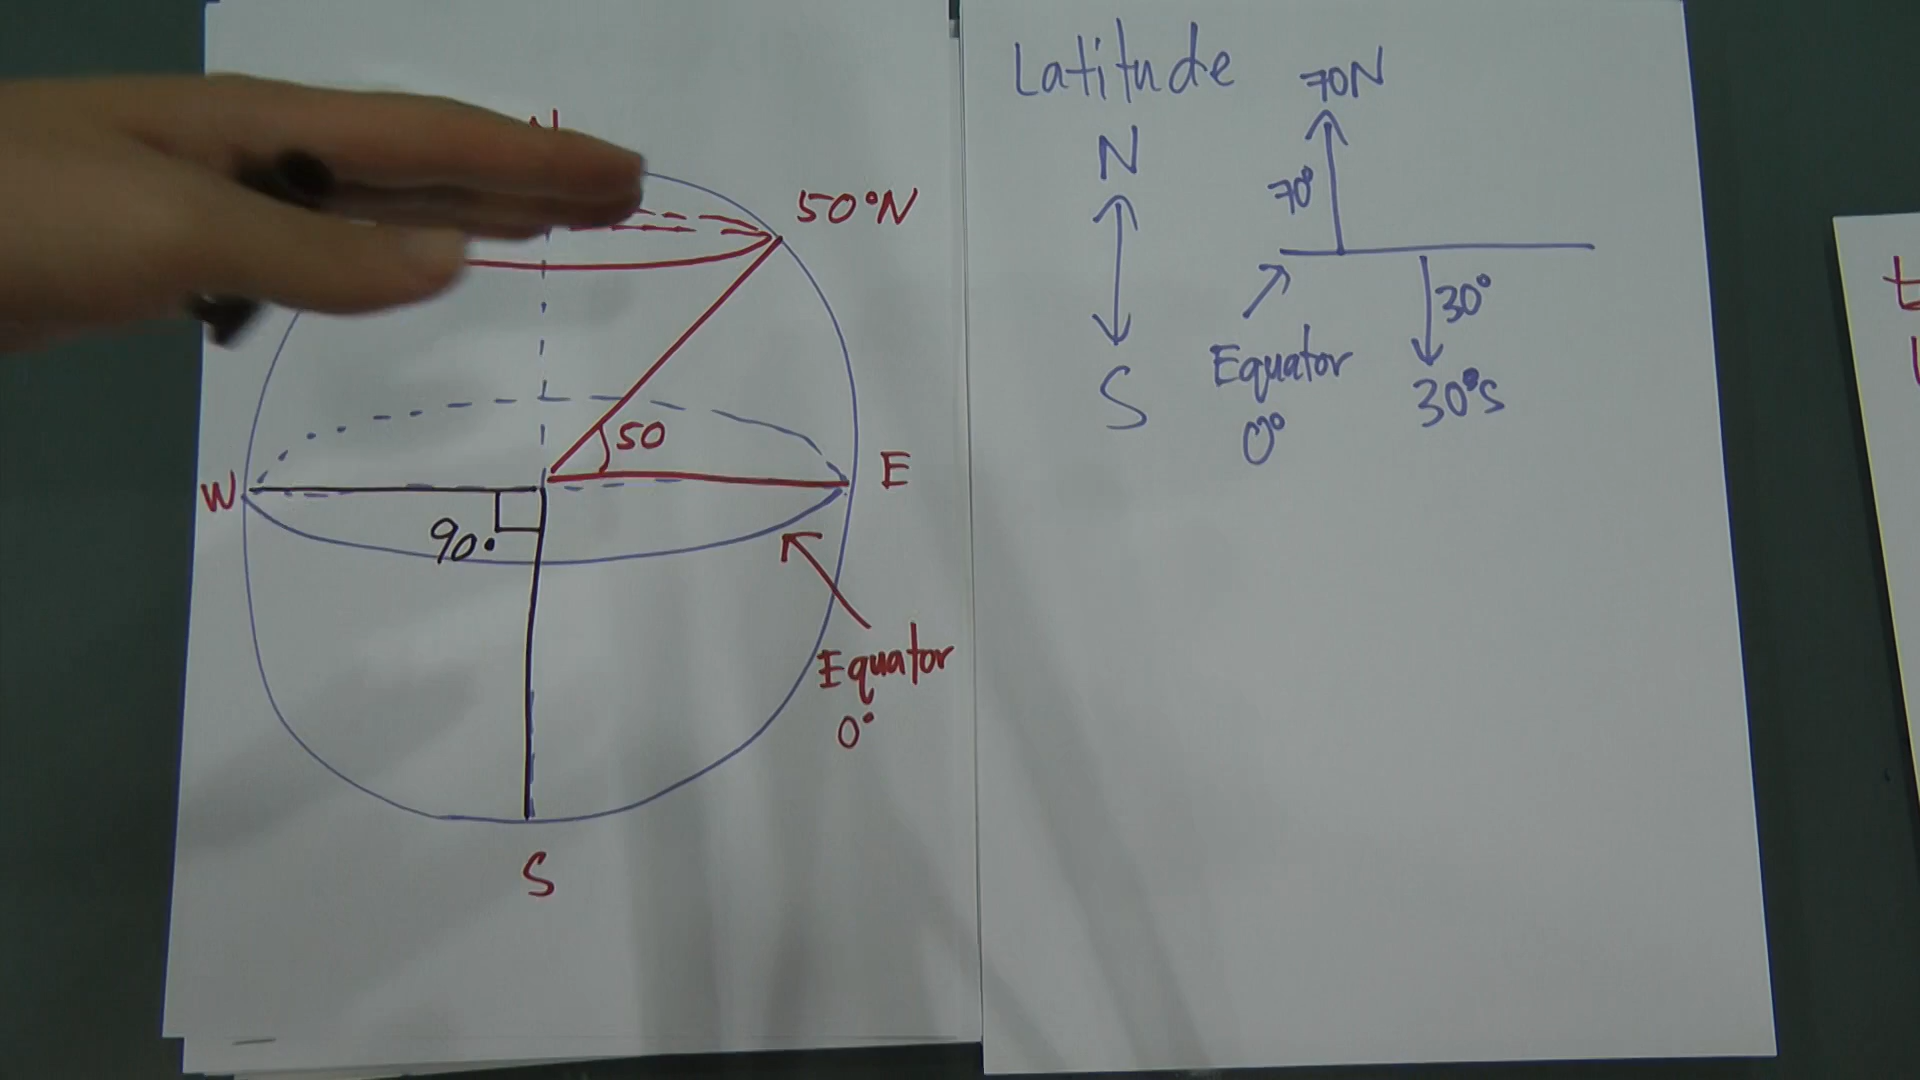 N
50°N
50
W
E
90°
Equator
0°
S
Latitude
N
S
70N
70°
30°
30°S
Equator
0°